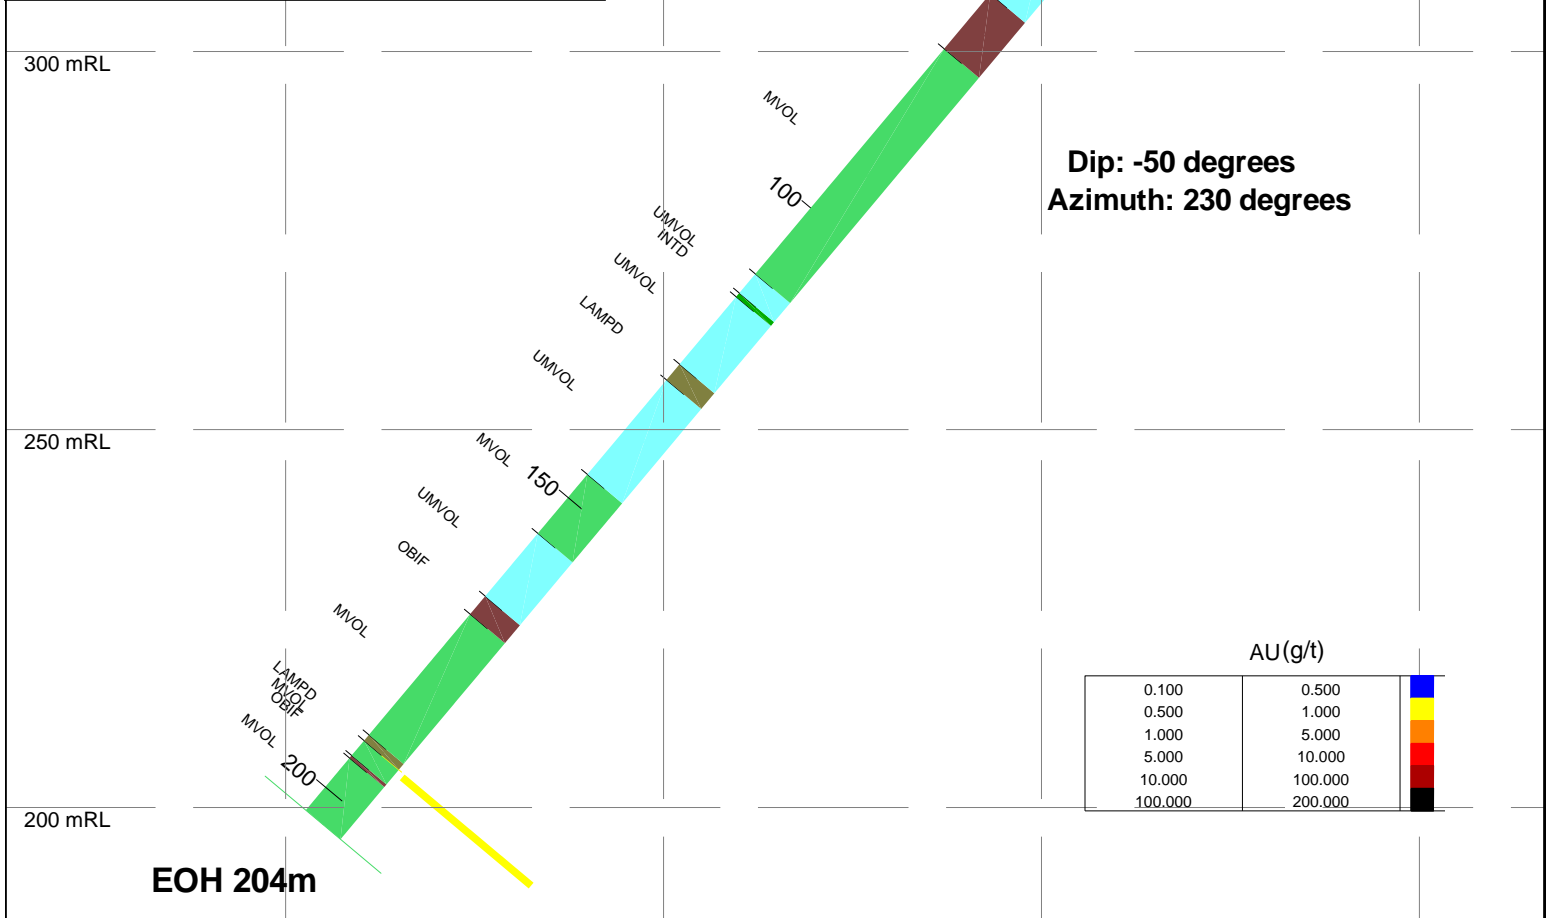 300 mRL
MVOL
Dip: -50 degrees
Azimuth: 230 degrees
100
UMVOL
INTD
UMVOL
LAMPD
UMVOL
250 mRL
MVOL
150
UMVOL
OBIF
MVOL
LAMPD
MVOL
OBIF
MVOL
200
AU(g/t)
0.100 0.500
0.500 1.000
1.000 5.000
5.000 10.000
10.000 100.000
100.000 200.000
200 mRL
EOH 204m